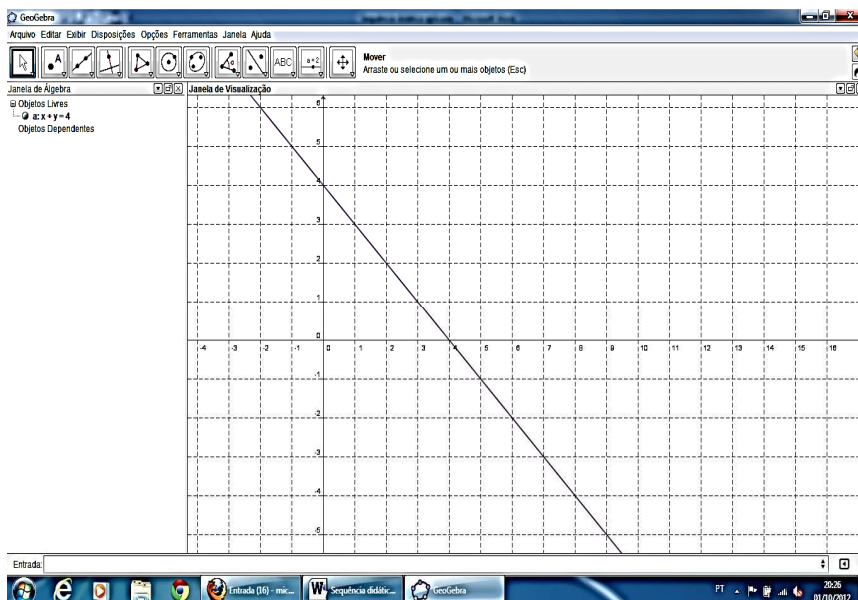 GeoGebra
Arquivo Editar Exibir Disposições Opções Ferramentas Janela Ajuda
A
ABC
a=2
Mover
Arraste ou selecione um ou mais objetos (Esc)
Janela de Álgebra
Janela de Visualização
Objetos Livres
a: x + y = 4
Objetos Dependentes
6
5
4
3
2
1
0
-4 -3 -2 -1 0 1 2 3 4 5 6 7 8 9 10 11 12 13 14 15 16
-1
-2
-3
-4
-5
Entrada:
Entrada (16) - mic...
Sequência didátic...
GeoGebra
PT
20:26
01/10/2012